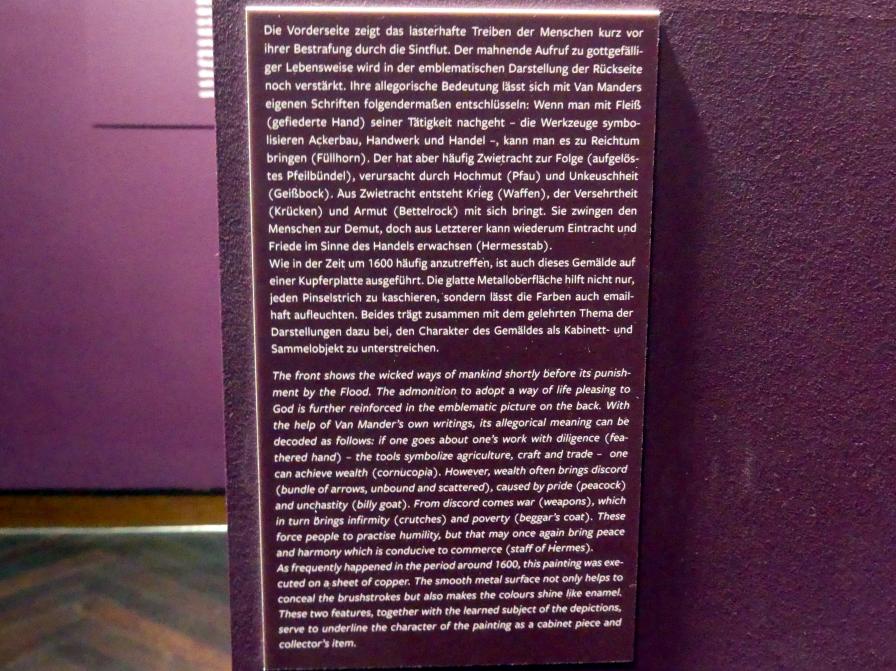 Die Vorderseite zeigt das lasterhafte Treiben der Menschen kurz vor
ihrer Bestrafung durch die Sintflut. Der mahnende Aufruf zu gottgefälli-
ger Lebensweise wird in der emblematischen Darstellung der Rückseite
noch verstärkt. Ihre allegorische Bedeutung lässt sich mit Van Manders
eigenen Schriften folgendermaßen entschlüsseln: Wenn man mit Fleiß
(gefiederte Hand) seiner Tätigkeit nachgeht – die Werkzeuge symbo-
lisieren Ackerbau, Handwerk und Handel –, kann man es zu Reichtum
bringen (Füllhorn). Der hat aber häufig Zwietracht zur Folge (aufgelös-
tes Pfeilbündel), verursacht durch Hochmut (Pfau) und Unkeuschheit
(Geißbock). Aus Zwietracht entsteht Krieg (Waffen), der Versehrtheit
(Krücken) und Armut (Bettelrock) mit sich bringt. Sie zwingen den
Menschen zur Demut, doch aus Letzterer kann wiederum Eintracht und
Friede im Sinne des Handels erwachsen (Hermesstab).
Wie in der Zeit um 1600 häufig anzutreffen, ist auch dieses Gemälde auf
einer Kupferplatte ausgeführt. Die glatte Metalloberfläche hilft nicht nur,
jeden Pinselstrich zu kaschieren, sondern lässt die Farben auch email-
haft aufleuchten. Beides trägt zusammen mit dem gelehrten Thema der
Darstellungen dazu bei, den Charakter des Gemäldes als Kabinett- und
Sammelobjekt zu unterstreichen.
The front shows the wicked ways of mankind shortly before its punish-
ment by the Flood. The admonition to adopt a way of life pleasing to
God is further reinforced in the emblematic picture on the back. With
the help of Van Mander's own writings, its allegorical meaning can be
decoded as follows: if one goes about one's work with diligence (fea-
thered hand) – the tools symbolize agriculture, craft and trade – one
can achieve wealth (cornucopia). However, wealth often brings discord
(bundle of arrows, unbound and scattered), caused by pride (peacock)
and unchastity (billy goat). From discord comes war (weapons), which
in turn brings infirmity (crutches) and poverty (beggar's coat). These
force people to practise humility, but that may once again bring peace
and harmony which is conducive to commerce (staff of Hermes).
As frequently happened in the period around 1600, this painting was exe-
cuted on a sheet of copper. The smooth metal surface not only helps to
conceal the brushstrokes but also makes the colours shine like enamel.
These two features, together with the learned subject of the depictions,
serve to underline the character of the painting as a cabinet piece and
collector's item.